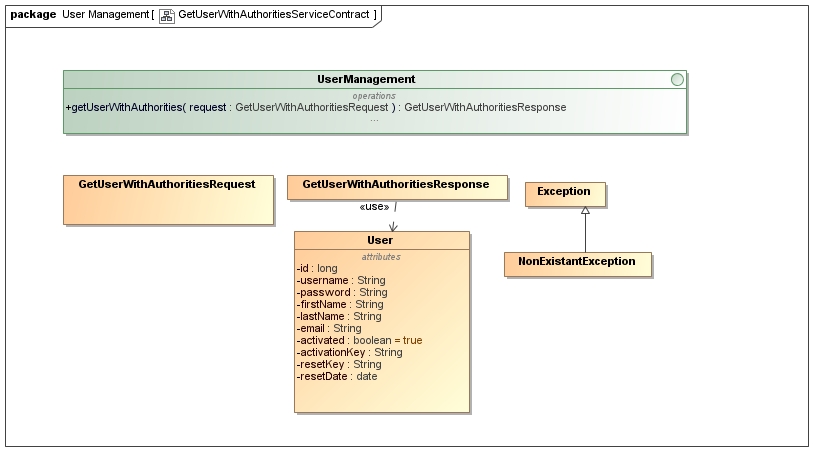 package User Management [ GetUserWithAuthoritiesServiceContract ]
UserManagement
operations
+getUserWithAuthorities( request : GetUserWithAuthoritiesRequest ) : GetUserWithAuthoritiesResponse
...
GetUserWithAuthoritiesRequest
GetUserWithAuthoritiesResponse
Exception
«use»
User
attributes
-id : long
-username : String
-password : String
-firstName : String
-lastName : String
-email : String
-activated : boolean = true
-activationKey : String
-resetKey : String
-resetDate : date
NonExistantException